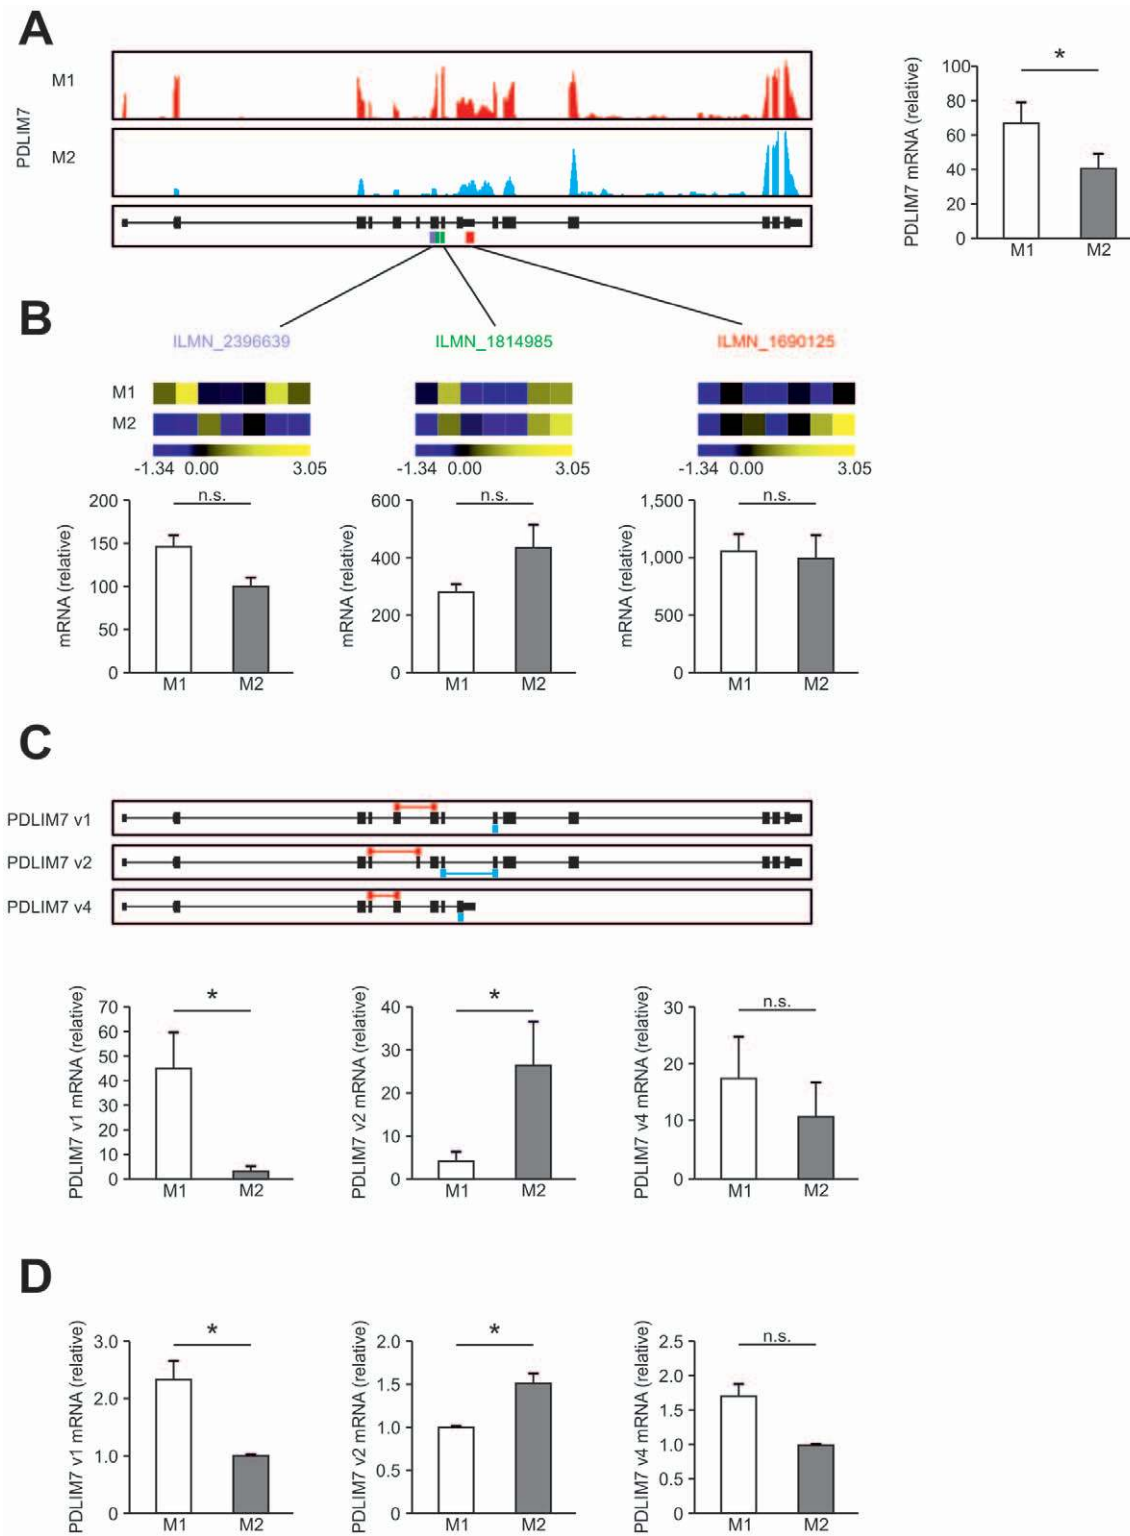 A
PDLIM7
M1
M2
PDLIM7 mRNA (relative)
100
80
60
40
20
0
*
M1 M2
B
ILMN_2396639 ILMN_1814985 ILMN_1690125
M1
M2
-1.34 0.00 3.05 -1.34 0.00 3.05 -1.34 0.00 3.05
mRNA (relative)
200
150
100
50
0
n.s.
M1 M2
mRNA (relative)
600
400
200
0
n.s.
M1 M2
mRNA (relative)
1,500
1,000
500
0
n.s.
M1 M2
C
PDLIM7 v1
PDLIM7 v2
PDLIM7 v4
PDLIM7 v1 mRNA (relative)
70
60
50
40
30
20
10
0
*
M1 M2
PDLIM7 v2 mRNA (relative)
40
30
20
10
0
*
M1 M2
PDLIM7 v4 mRNA (relative)
30
20
10
0
n.s.
M1 M2
D
PDLIM7 v1 mRNA (relative)
3.0
2.0
1.0
0
*
M1 M2
PDLIM7 v2 mRNA (relative)
2.0
1.5
1.0
0.5
0
*
M1 M2
PDLIM7 v4 mRNA (relative)
2.5
2.0
1.5
1.0
0.5
0
n.s.
M1 M2